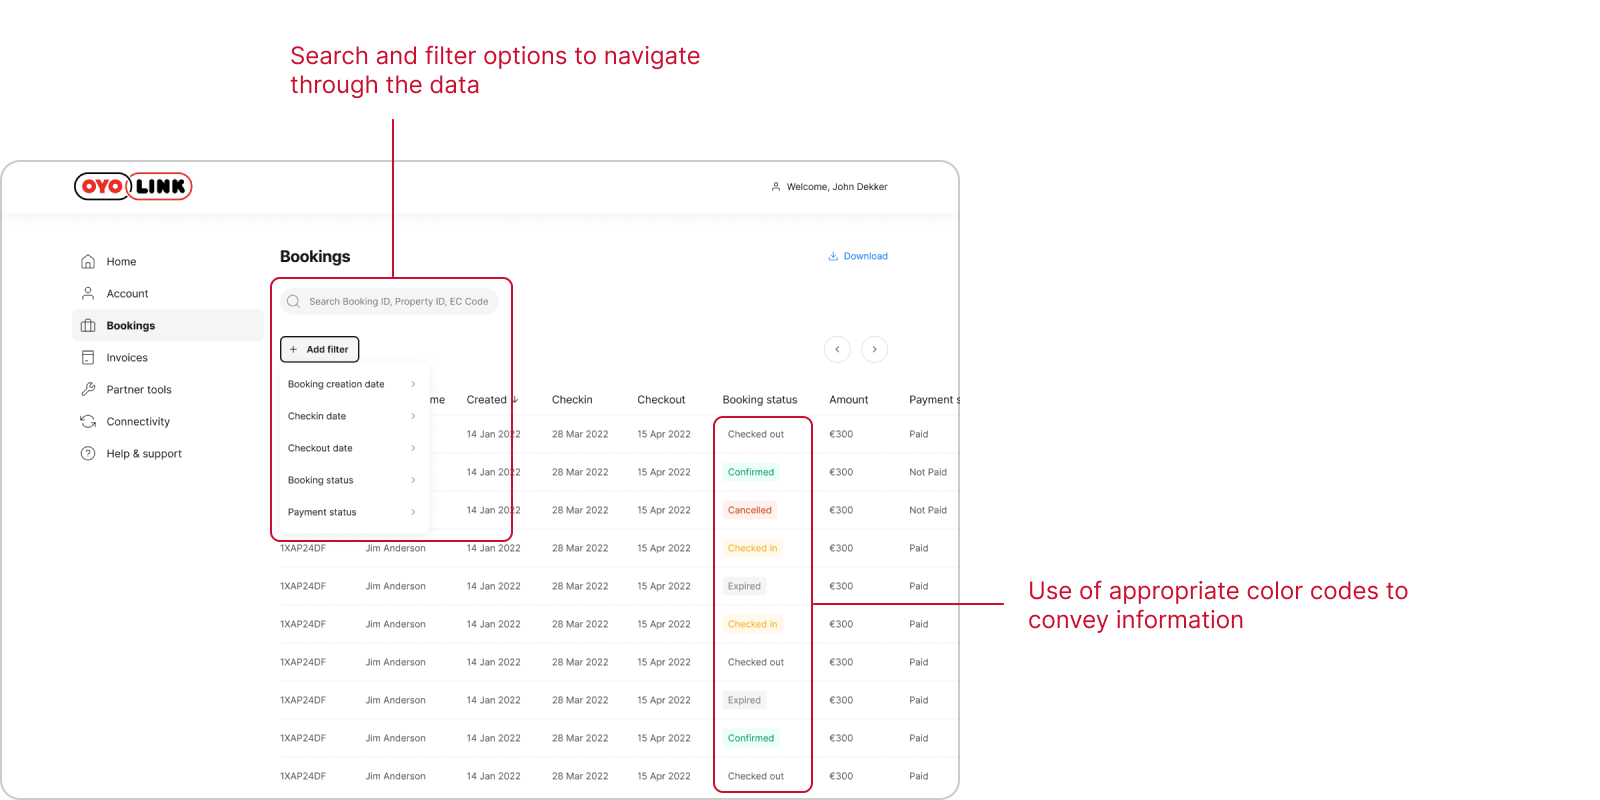 Search and filter options to navigate
through the data
OYO LINK
Welcome, John Dekker
Home
Account
Bookings
Invoices
Partner tools
Connectivity
Help & support
Bookings
Download
Search Booking ID, Property ID, EC Code
+ Add filter
Booking creation date
Checkin date
Checkout date
Booking status
Payment status
me Created ↓ Checkin Checkout Booking status Amount Payment s
14 Jan 2022 28 Mar 2022 15 Apr 2022 Checked out €300 Paid
14 Jan 2022 28 Mar 2022 15 Apr 2022 Confirmed €300 Not Paid
14 Jan 2022 28 Mar 2022 15 Apr 2022 Cancelled €300 Not Paid
1XAP24DF Jim Anderson 14 Jan 2022 28 Mar 2022 15 Apr 2022 Checked in €300 Paid
1XAP24DF Jim Anderson 14 Jan 2022 28 Mar 2022 15 Apr 2022 Expired €300 Paid
1XAP24DF Jim Anderson 14 Jan 2022 28 Mar 2022 15 Apr 2022 Checked in €300 Paid
1XAP24DF Jim Anderson 14 Jan 2022 28 Mar 2022 15 Apr 2022 Checked out €300 Paid
1XAP24DF Jim Anderson 14 Jan 2022 28 Mar 2022 15 Apr 2022 Expired €300 Paid
1XAP24DF Jim Anderson 14 Jan 2022 28 Mar 2022 15 Apr 2022 Confirmed €300 Paid
1XAP24DF Jim Anderson 14 Jan 2022 28 Mar 2022 15 Apr 2022 Checked out €300 Paid
Use of appropriate color codes to
convey information